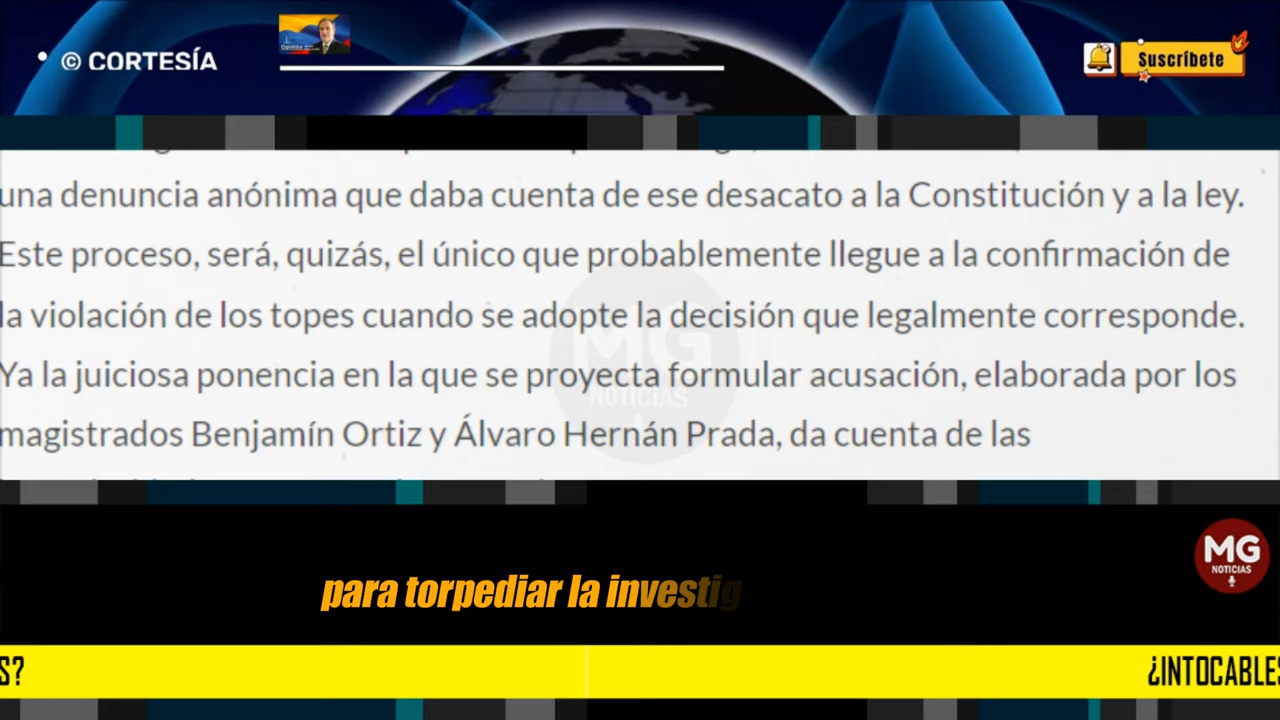 © CORTESÍA
Opinión
Suscríbete
una denuncia anónima que daba cuenta de ese desacato a la Constitución y a la ley.
Este proceso, será, quizás, el único que probablemente llegue a la confirmación de
la violación de los topes cuando se adopte la decisión que legalmente corresponde.
Ya la juiciosa ponencia en la que se proyecta formular acusación, elaborada por los
magistrados Benjamín Ortiz y Álvaro Hernán Prada, da cuenta de las
MG
NOTICIAS
para torpediar la investig
MG
NOTICIAS
S?
¿INTOCABLES